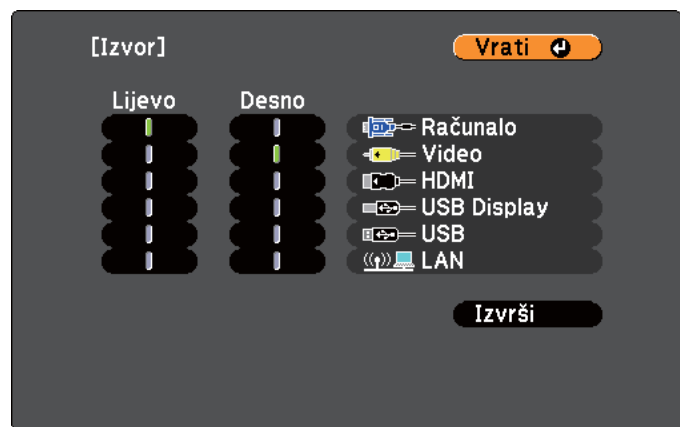 [Izvor]
Vrati
Lijevo Desno
Računalo
Video
HDMI
USB Display
USB
LAN
Izvrši